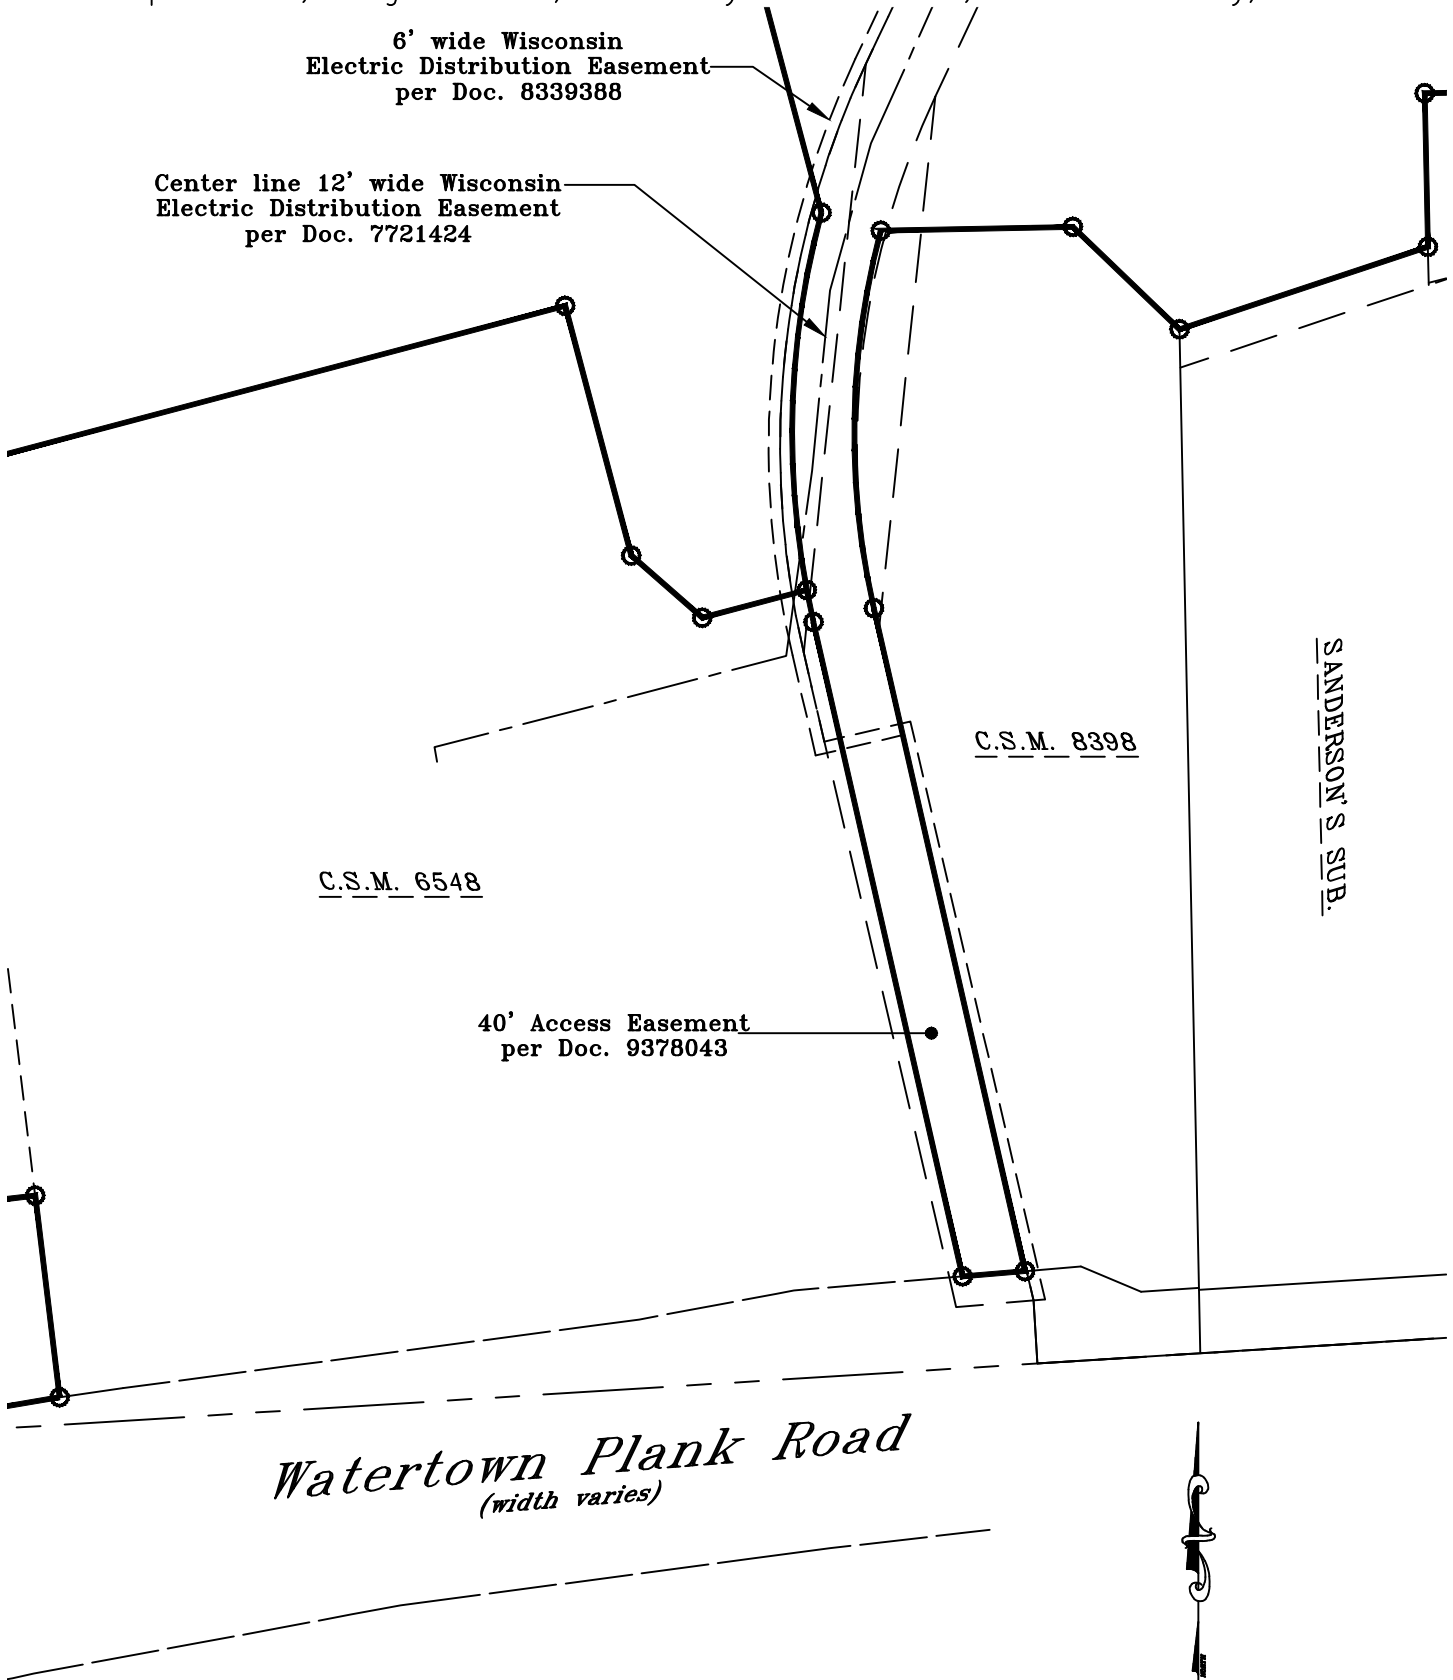 6' wide Wisconsin
Electric Distribution Easement
per Doc. 8339388
Center line 12' wide Wisconsin
Electric Distribution Easement
per Doc. 7721424
C.S.M. 8398
SANDERSON'S SUB.
C.S.M. 6548
40' Access Easement
per Doc. 9378043
Watertown Plank Road
(width varies)